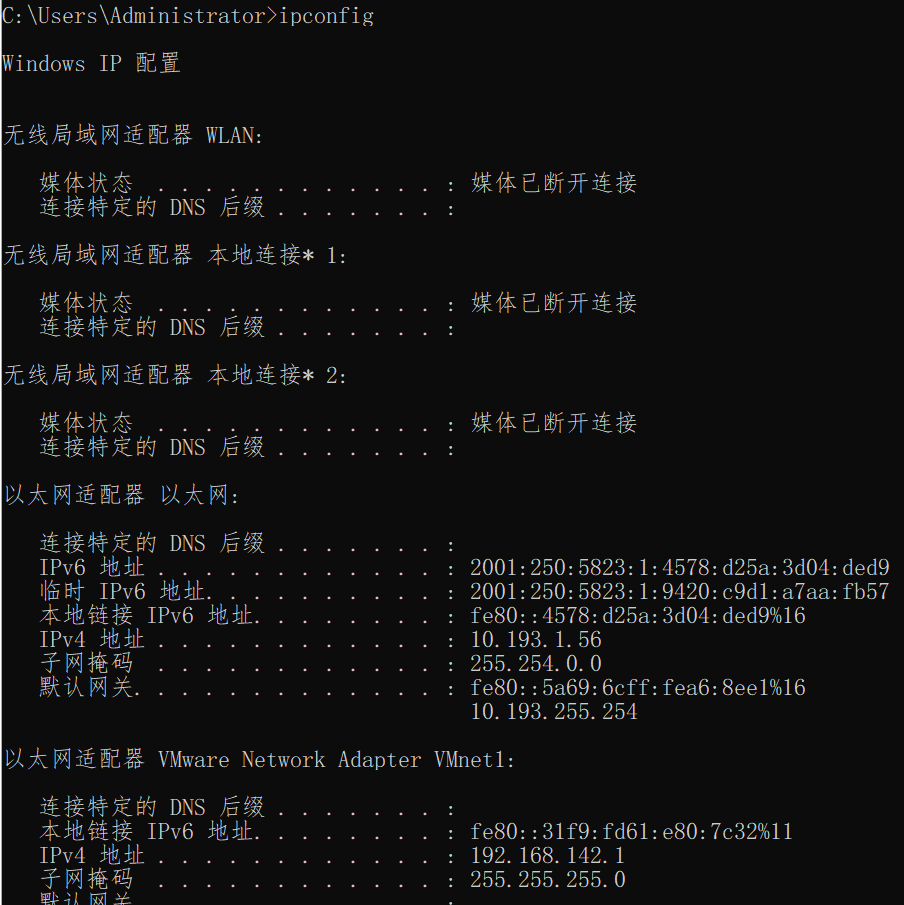 C:\Users\Administrator>ipconfig
Windows IP 配置
无线局域网适配器 WLAN:
媒体状态 . . . . . . . . . . . . : 媒体已断开连接
连接特定的 DNS 后缀 . . . . . . . :
无线局域网适配器 本地连接* 1:
媒体状态 . . . . . . . . . . . . : 媒体已断开连接
连接特定的 DNS 后缀 . . . . . . . :
无线局域网适配器 本地连接* 2:
媒体状态 . . . . . . . . . . . . : 媒体已断开连接
连接特定的 DNS 后缀 . . . . . . . :
以太网适配器 以太网:
连接特定的 DNS 后缀 . . . . . . . :
IPv6 地址 . . . . . . . . . . . . : 2001:250:5823:1:4578:d25a:3d04:ded9
临时 IPv6 地址. . . . . . . . . . : 2001:250:5823:1:9420:c9d1:a7aa:fb57
本地链接 IPv6 地址. . . . . . . . : fe80::4578:d25a:3d04:ded9%16
IPv4 地址 . . . . . . . . . . . . : 10.193.1.56
子网掩码 . . . . . . . . . . . . : 255.254.0.0
默认网关. . . . . . . . . . . . . : fe80::5a69:6cff:fea6:8ee1%16
10.193.255.254
以太网适配器 VMware Network Adapter VMnet1:
连接特定的 DNS 后缀 . . . . . . . :
本地链接 IPv6 地址. . . . . . . . : fe80::31f9:fd61:e80:7c32%11
IPv4 地址 . . . . . . . . . . . . : 192.168.142.1
子网掩码 . . . . . . . . . . . . : 255.255.255.0
默认网关. . . . . . . . . . . . . :